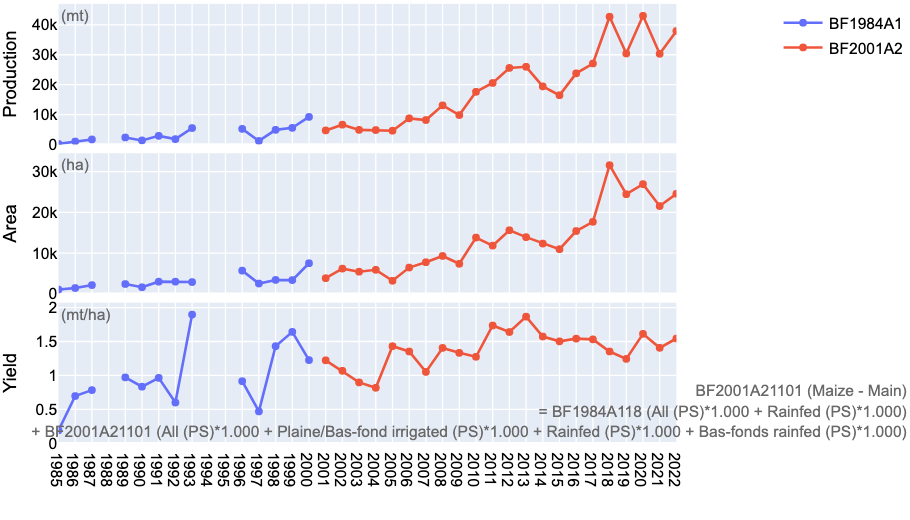 (mt)
BF1984A1
BF2001A2
Production
40k
30k
20k
10k
0
(ha)
Area
30k
20k
10k
0
(mt/ha)
Yield
2
1.5
1
0.5
0
BF2001A21101 (Maize - Main)
= BF1984A118 (All (PS)*1.000 + Rainfed (PS)*1.000)
+ BF2001A21101 (All (PS)*1.000 + Plaine/Bas-fond irrigated (PS)*1.000 + Rainfed (PS)*1.000 + Bas-fonds rainfed (PS)*1.000)
1985
1986
1987
1988
1989
1990
1991
1992
1993
1994
1995
1996
1997
1998
1999
2000
2001
2002
2003
2004
2005
2006
2007
2008
2009
2010
2011
2012
2013
2014
2015
2016
2017
2018
2019
2020
2021
2022